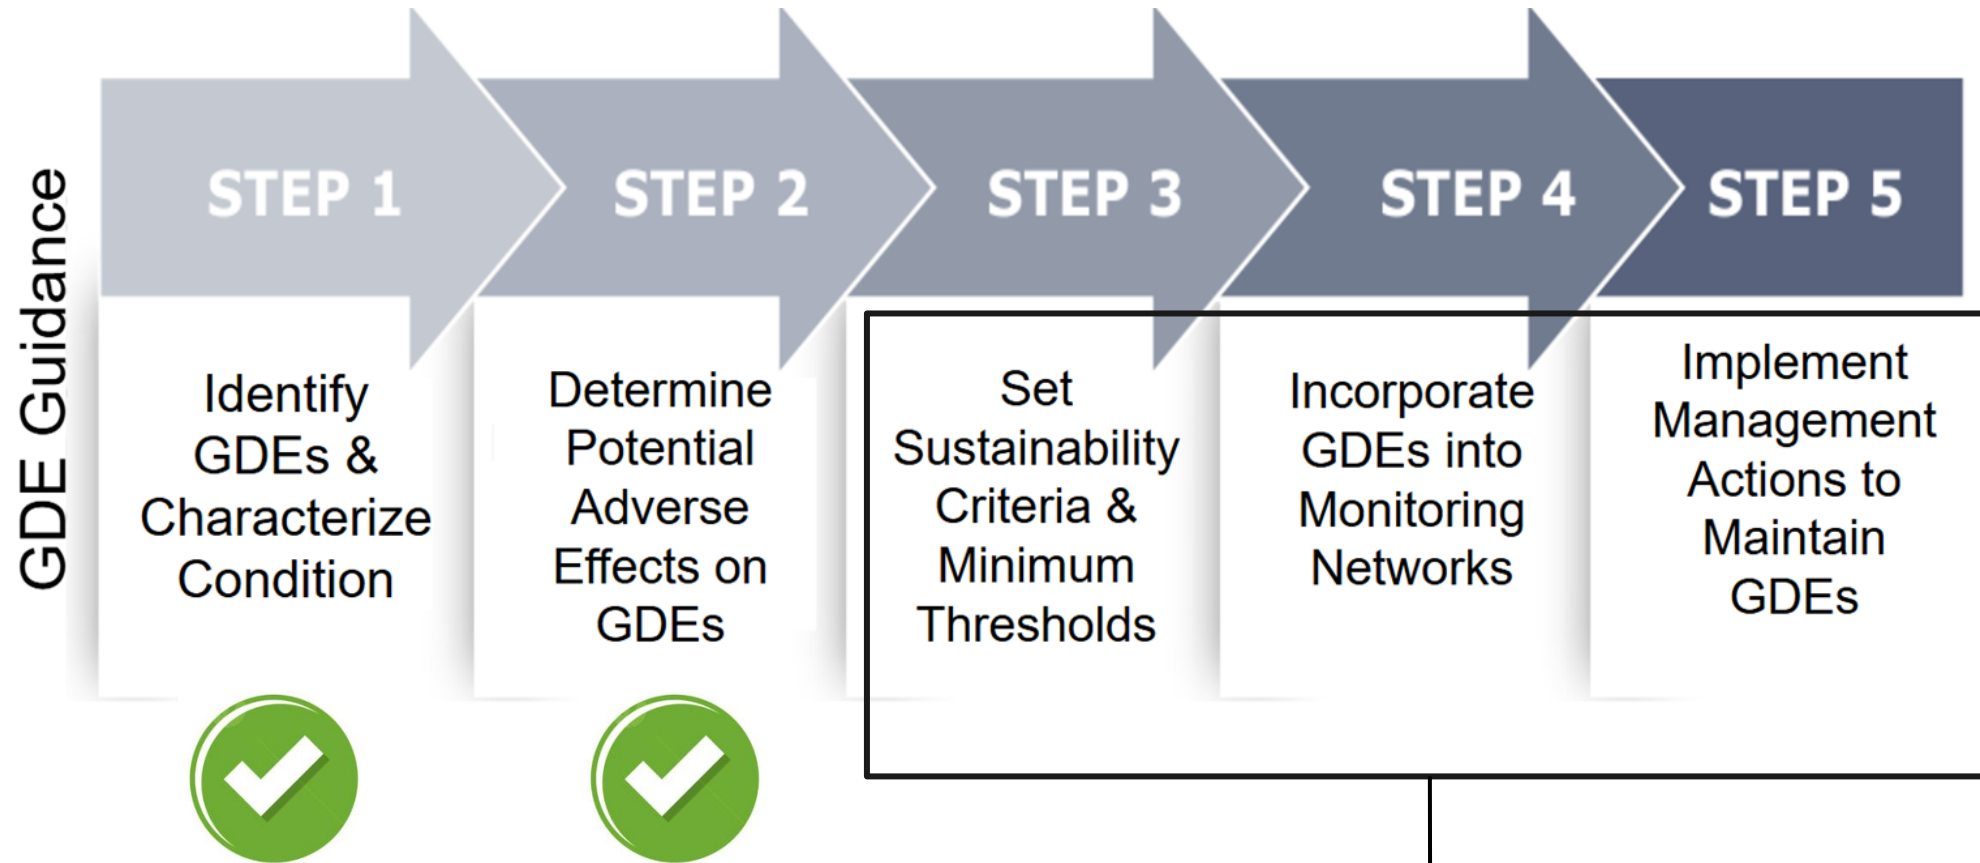 GDE Guidance
STEP 1
STEP 2
STEP 3
STEP 4
STEP 5
Identify
GDEs &
Characterize
Condition
Determine
Potential
Adverse
Effects on
GDEs
Set
Sustainability
Criteria &
Minimum
Thresholds
Incorporate
GDEs into
Monitoring
Networks
Implement
Management
Actions to
Maintain
GDEs